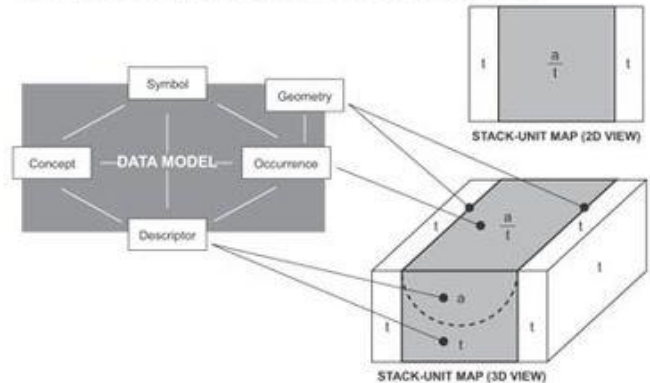 Symbol
Geometry
Concept
DATA MODEL
Occurrence
Descriptor
t
a
t
t
STACK-UNIT MAP (2D VIEW)
t
a
t
t
t
a
t
t
t
STACK-UNIT MAP (3D VIEW)